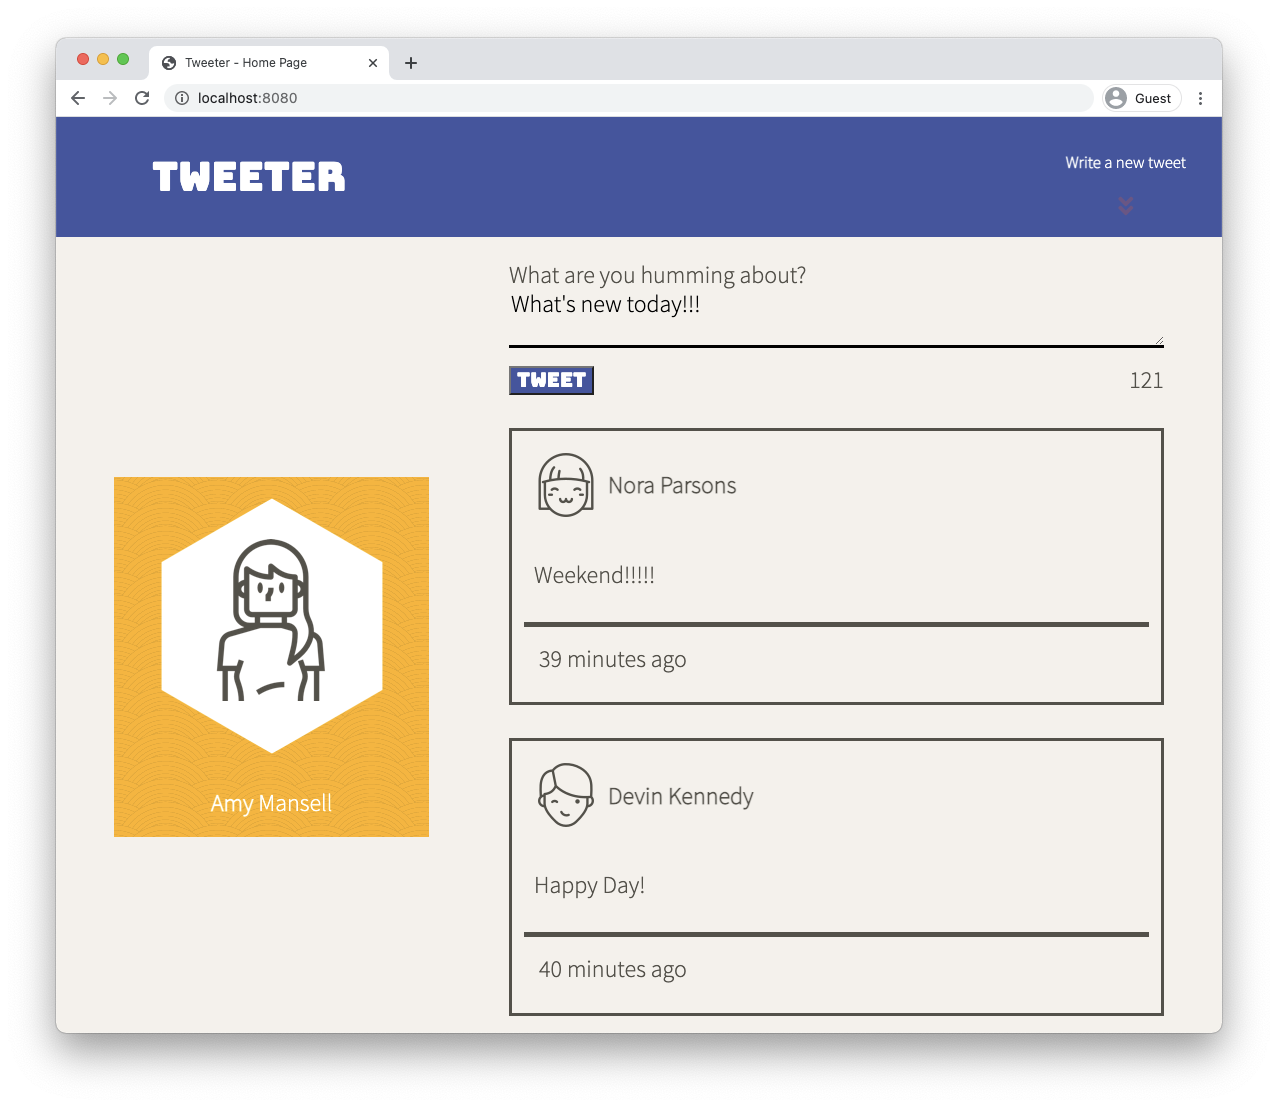 Tweeter - Home Page
localhost:8080
Guest
TWEETER
Write a new tweet
What are you humming about?
What's new today!!!
TWEET
121
Nora Parsons
Weekend!!!!!
39 minutes ago
Amy Mansell
Devin Kennedy
Happy Day!
40 minutes ago